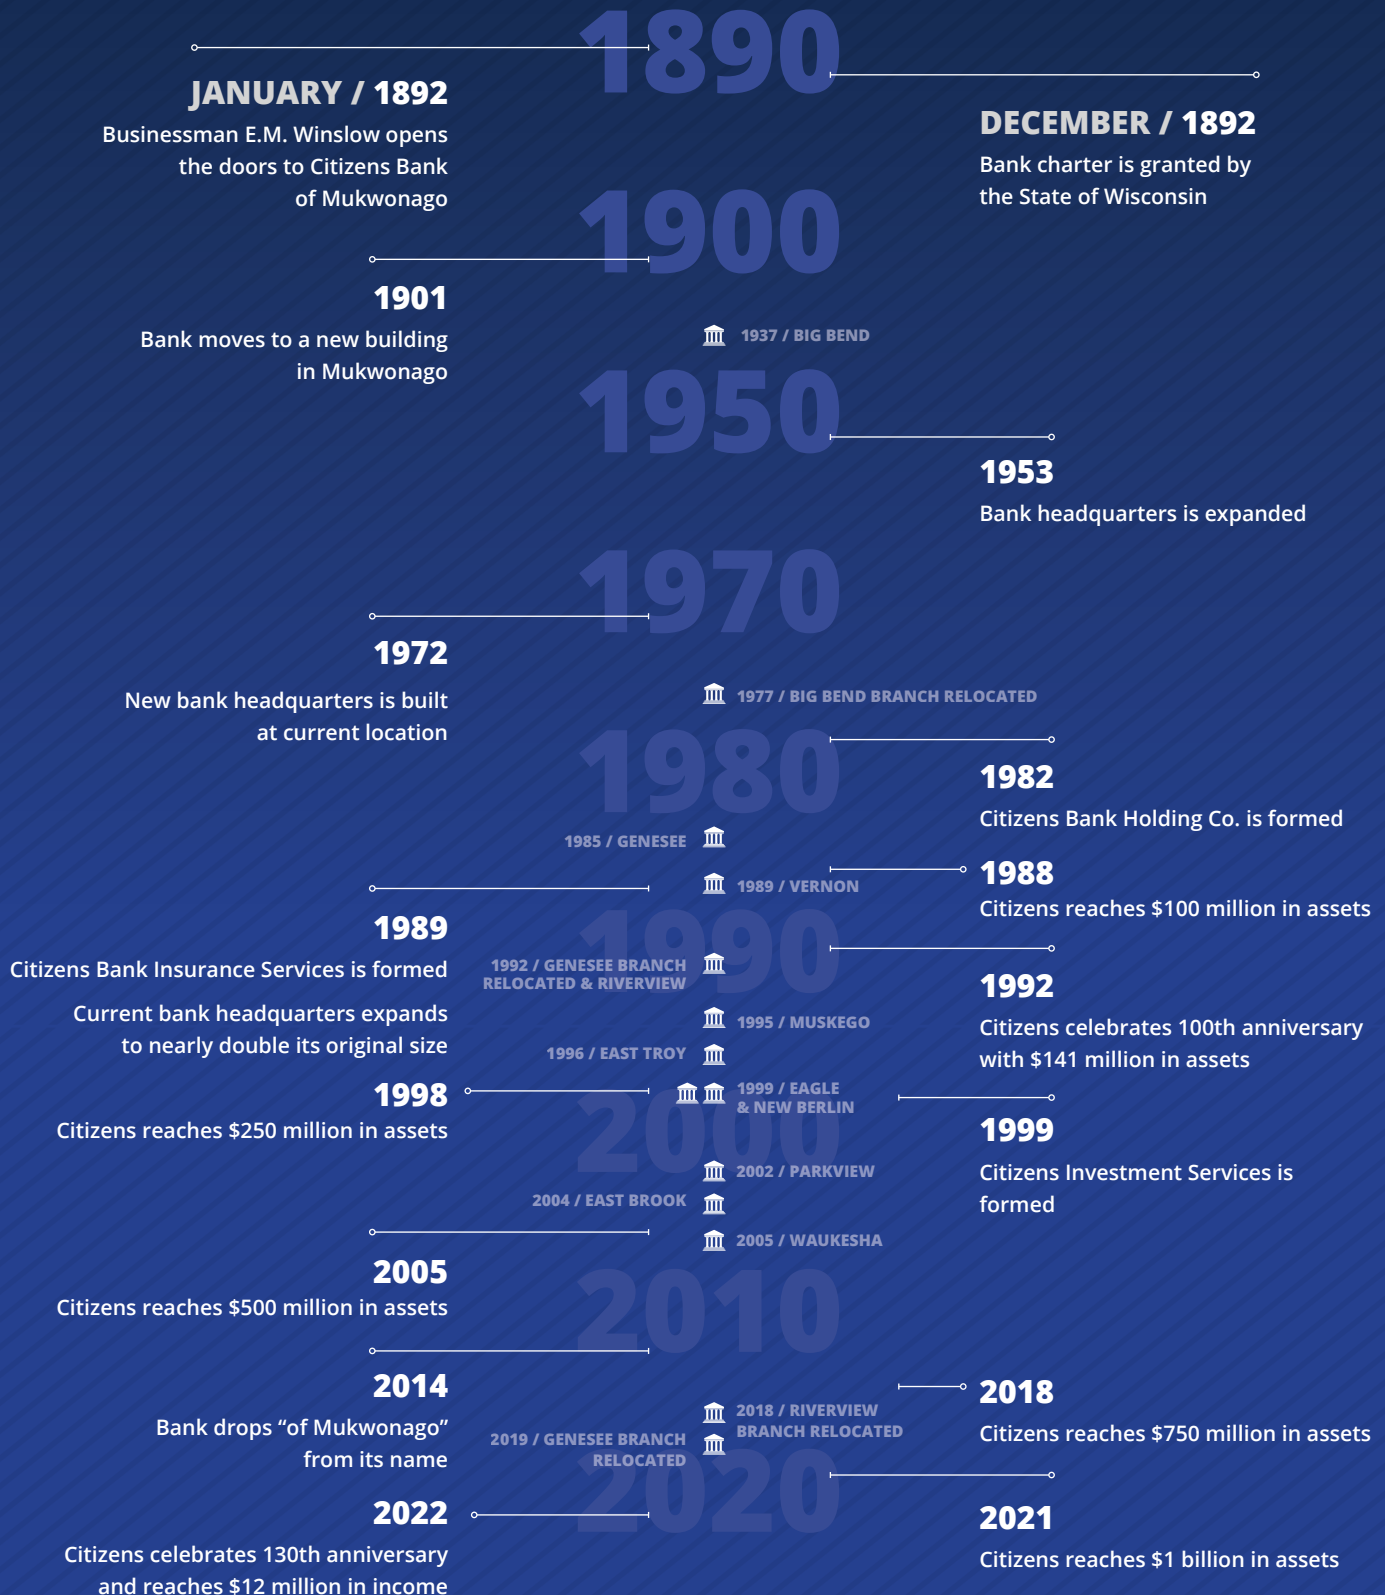 1890
JANUARY / 1892
Businessman E.M. Winslow opens
the doors to Citizens Bank
of Mukwonago
DECEMBER / 1892
Bank charter is granted by
the State of Wisconsin
1900
1901
Bank moves to a new building
in Mukwonago
1937 / BIG BEND
1950
1953
Bank headquarters is expanded
1970
1972
New bank headquarters is built
at current location
1977 / BIG BEND BRANCH RELOCATED
1980
1982
Citizens Bank Holding Co. is formed
1985 / GENESEE
1988
Citizens reaches $100 million in assets
1989 / VERNON
1989
Citizens Bank Insurance Services is formed
Current bank headquarters expands
to nearly double its original size
1990
1992 / GENESEE BRANCH
RELOCATED & RIVERVIEW
1992
Citizens celebrates 100th anniversary
with $141 million in assets
1995 / MUSKEGO
1996 / EAST TROY
1998
Citizens reaches $250 million in assets
1999 / EAGLE
& NEW BERLIN
2000
1999
Citizens Investment Services is
formed
2002 / PARKVIEW
2004 / EAST BROOK
2005 / WAUKESHA
2005
Citizens reaches $500 million in assets
2010
2014
Bank drops “of Mukwonago”
from its name
2018 / RIVERVIEW
BRANCH RELOCATED
2018
Citizens reaches $750 million in assets
2019 / GENESEE BRANCH
RELOCATED
2020
2021
Citizens reaches $1 billion in assets
2022
Citizens celebrates 130th anniversary
and reaches $12 million in income